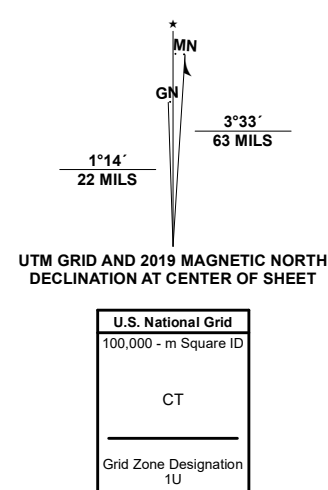 ★
MN
GN
3°33´
63 MILS
1°14´
22 MILS
UTM GRID AND 2019 MAGNETIC NORTH
DECLINATION AT CENTER OF SHEET
U.S. National Grid
100,000 - m Square ID
CT
Grid Zone Designation
1U